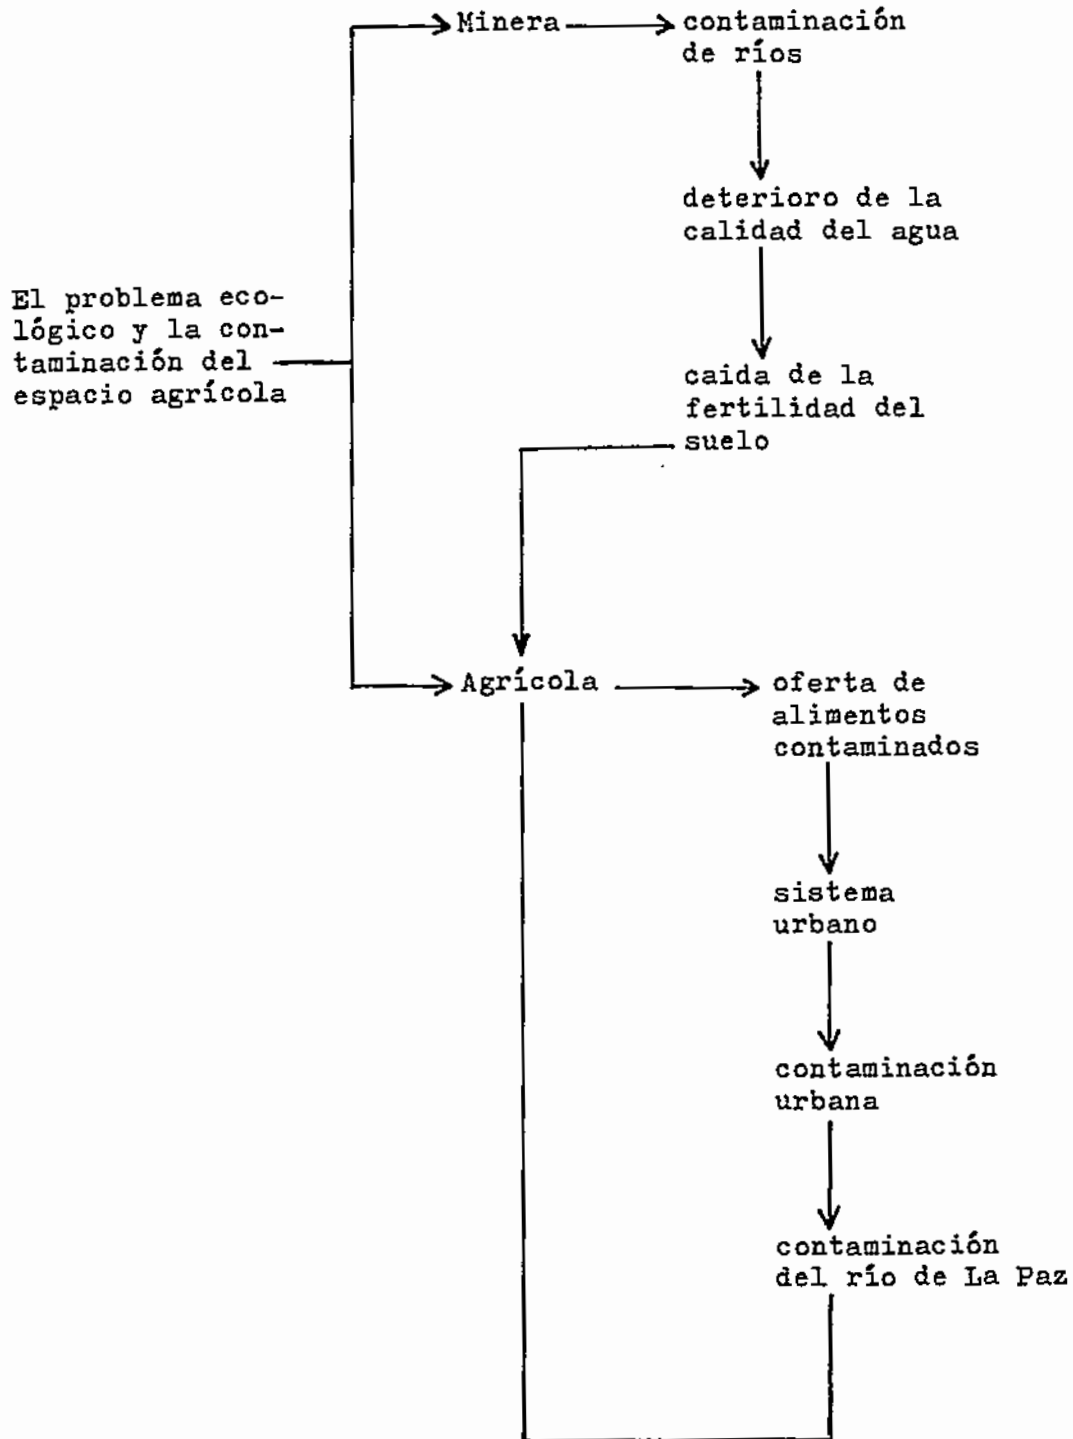 Minera
contaminación
de ríos
deterioro de la
calidad del agua
El problema eco-
lógico y la con-
taminación del
espacio agrícola
caida de la
fertilidad del
suelo
Agrícola
oferta de
alimentos
contaminados
sistema
urbano
contaminación
urbana
contaminación
del río de La Paz